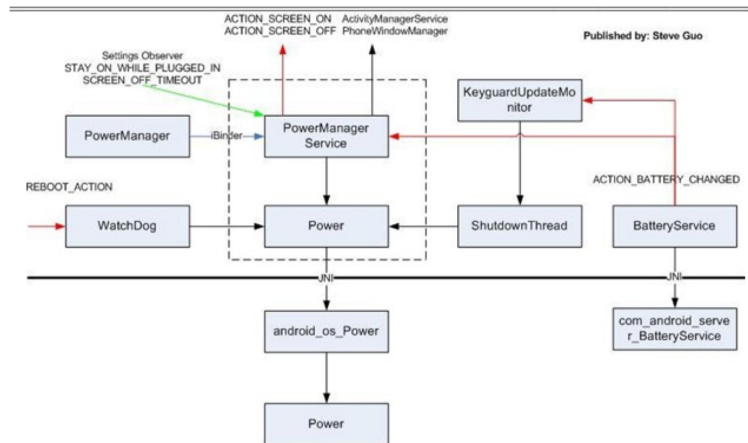 ACTION_SCREEN_ON
ACTION_SCREEN_OFF
ActivityManagerService
PhoneWindowManager
Published by: Steve Guo
Settings Observer
STAY_ON_WHILE_PLUGGED_IN
SCREEN_OFF_TIMEOUT
KeyguardUpdateMo
nitor
PowerManager
iBinder
PowerManager
Service
REBOOT_ACTION
ACTION_BATTERY_CHANGED
WatchDog
Power
ShutdownThread
BatteryService
JNI
JNI
android_os_Power
com_android_serve
r_BatteryService
Power